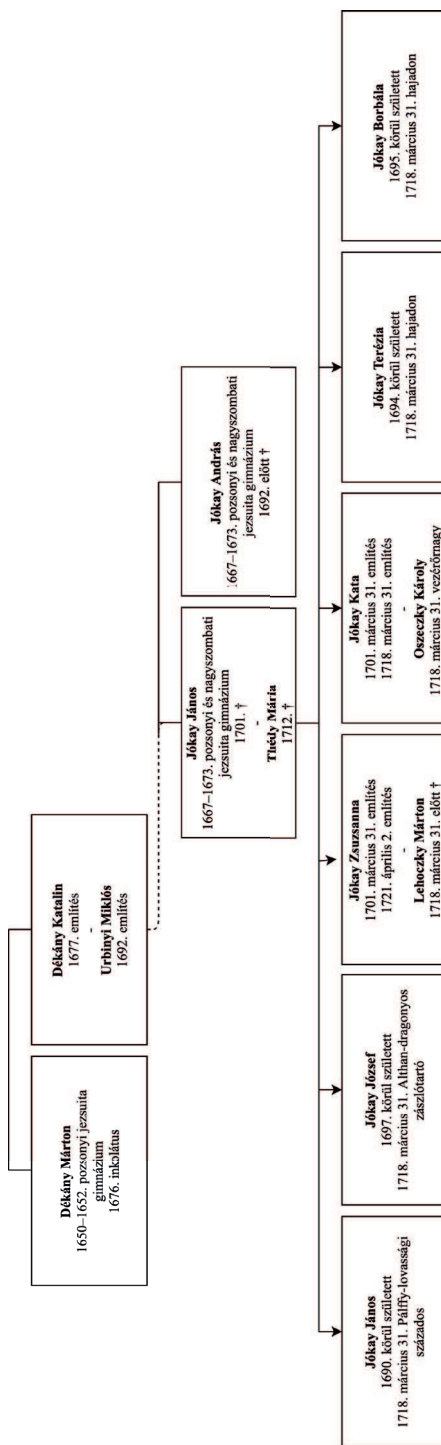 Dékány Márton
1650–1652. pozsonyi jezsuita
gimnázium
1676. inkolátus
Dékány Katalin
1677. említés
-
Urbinyi Miklós
1692. említés
Jókay János
1667–1673. pozsonyi és nagyszombati
jezsuita gimnázium
1701. †
-
Thédy Mária
1712. †
Jókay András
1667–1673. pozsonyi és nagyszombati
jezsuita gimnázium
1692. előtt †
Jókay János
1690. körül született
1718. március 31. Pálffy-lovassági
százados
Jókay József
1697. körül született
1718. március 31. Althan-dragonyos
zászlótartó
Jókay Zsuzsanna
1701. március 31. említés
1721. április 2. említés
-
Lehoczky Márton
1718. március 31. előtt †
Jókay Kata
1701. március 31. említés
1718. március 31. említés
-
Oszeczky Károly
1718. március 31. vezérőrnagy
Jókay Terézia
1694. körül született
1718. március 31. hajadon
Jókay Borbála
1695. körül született
1718. március 31. hajadon